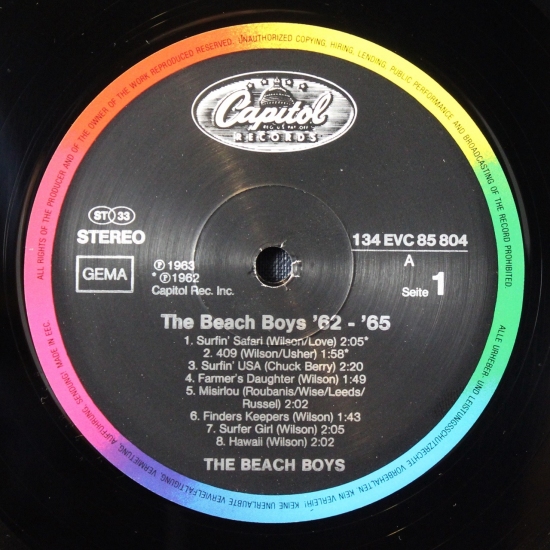 ALL RIGHTS OF THE PRODUCER AND OF THE OWNER OF THE WORK REPRODUCED RESERVED. UNAUTHORIZED COPYING, HIRING, LENDING, PUBLIC PERFORMANCE AND BROADCASTING OF THE RECORD PROHIBITED.
Capitol
RECORDS
ST 33
STEREO
134 EVC 85 804
GEMA
A
Seite 1
℗ 1963
* ℗ 1962
Capitol Rec. Inc.
The Beach Boys '62 - '65
1. Surfin' Safari (Wilson/Love) 2:05*
2. 409 (Wilson/Usher) 1:58*
3. Surfin' USA (Chuck Berry) 2:20
4. Farmer's Daughter (Wilson) 1:49
5. Misirlou (Roubanis/Wise/Leeds/
Russel) 2:02
6. Finders Keepers (Wilson) 1:43
7. Surfer Girl (Wilson) 2:05
8. Hawaii (Wilson) 2:02
THE BEACH BOYS
ALLE URHEBER- UND LEISTUNGSSCHUTZRECHTE VORBEHALTEN. KEIN VERLEIH! KEINE UNERLAUBTE VERVIELFÄLTIGUNG, VERMIETUNG, AUFFÜHRUNG, SENDUNG! MADE IN EEC.